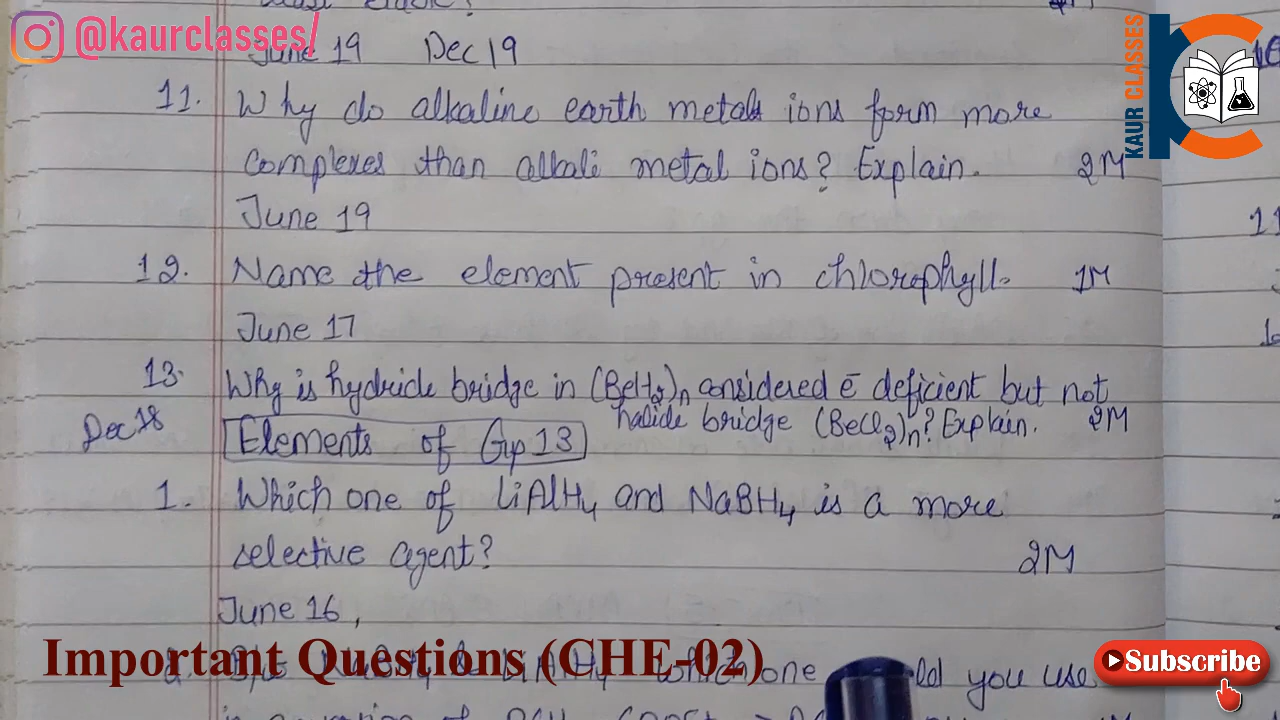 @kaurclasses/
KAUR CLASSES
June 19 Dec 19
11. Why do alkaline earth metals ions form more
complexes than alkali metal ions? Explain. 2M
June 19
12. Name the element present in chlorophyll. 1M
June 17
13. Why is hydride bridge in (BeH2)n considered ē deficient but not
halide bridge (BeCl2)n? Explain. 2M
Dec 18
Elements of Gp 13
1. Which one of LiAlH4 and NaBH4 is a more
selective agent? 2M
June 16,
Important Questions (CHE-02)
which one you use
Subscribe